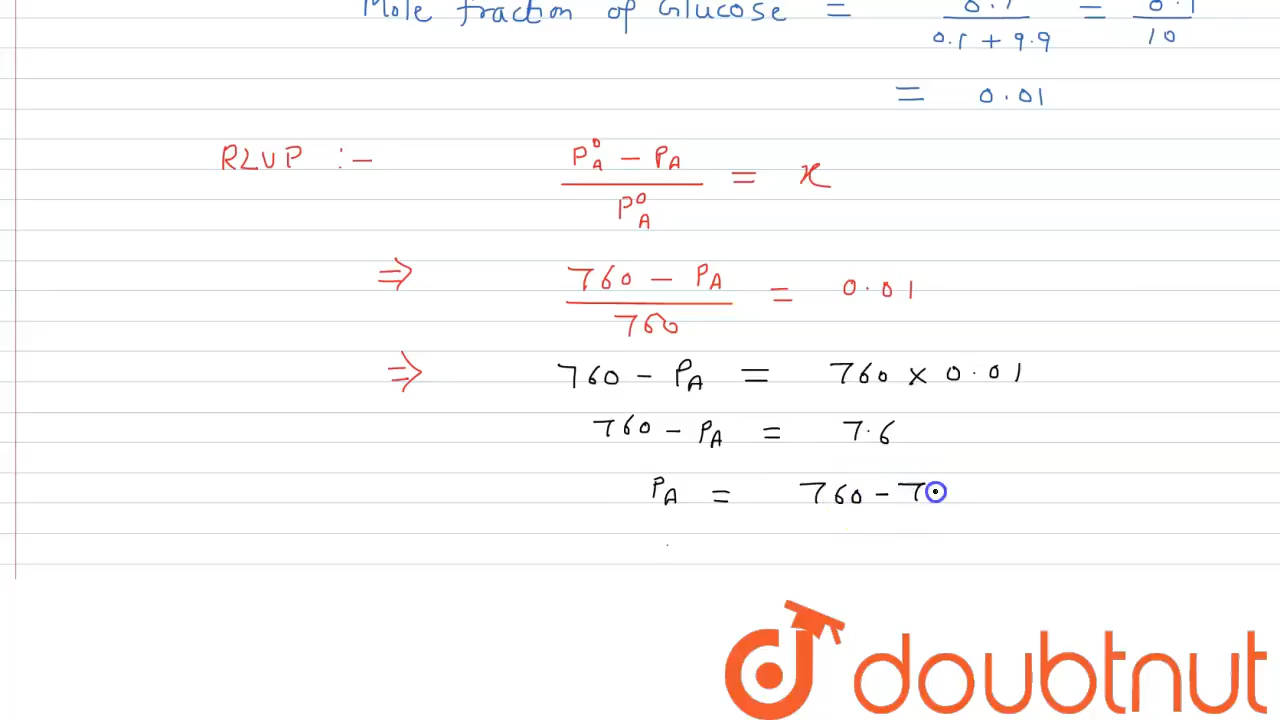 Mole fraction of Glucose = 0.1 / 0.1 + 9.9 = 0.1 / 10
= 0.01
RLVP :- P°A - PA / P°A = x
⇒ 760 - PA / 760 = 0.01
⇒ 760 - PA = 760 × 0.01
760 - PA = 7.6
PA = 760 - 7
doubtnut